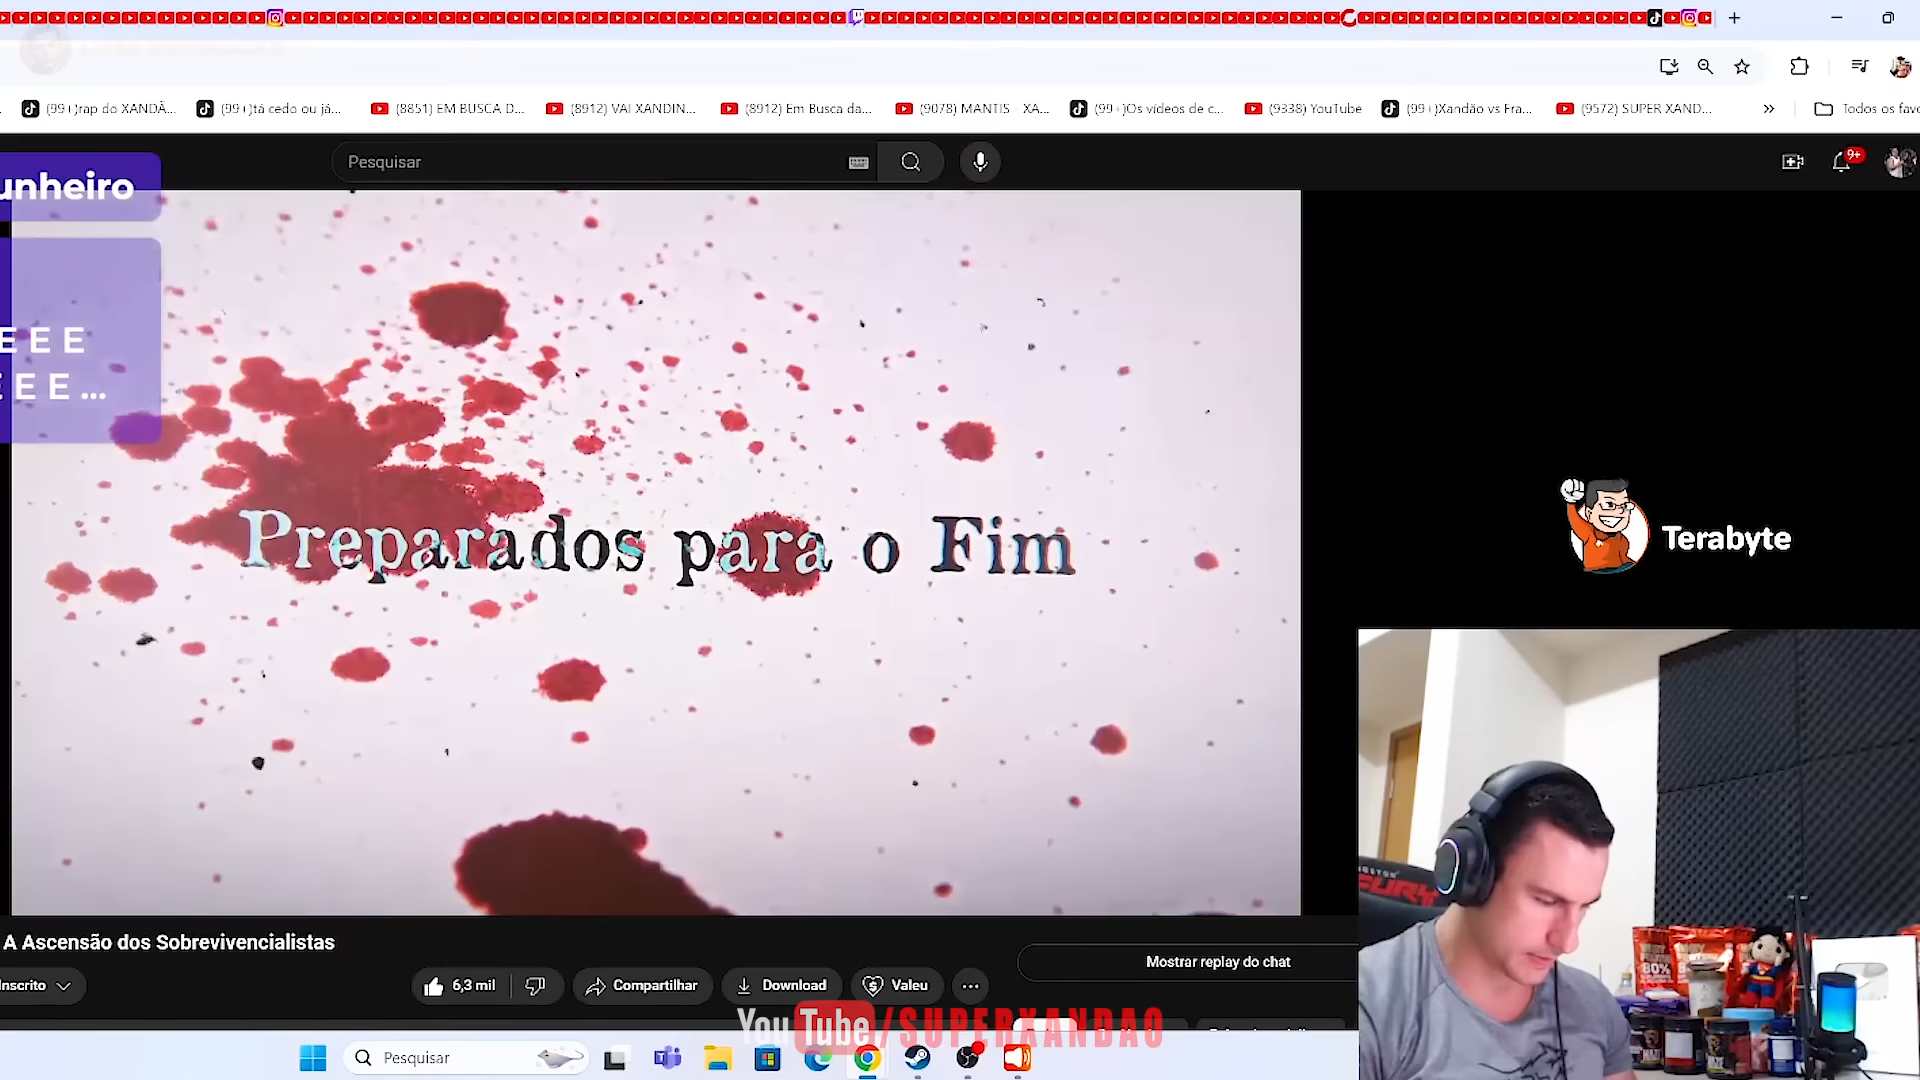 (99+)rap do XANDÃ...
(99+)tá cedo ou já...
(8851) EM BUSCA D...
(8912) VAI XANDIN...
(8912) Em Busca da...
(9078) MANTIS - XA...
(99+)Os vídeos de c...
(9338) YouTube
(99+)Xandão vs Fra...
(9572) SUPER XAND...
Todos os favo
Pesquisar
9+
unheiro
E E E
E E E ...
Preparados para o Fim
Terabyte
FURY
80%
A Ascensão dos Sobrevivencialistas
Mostrar replay do chat
Inscrito
6,3 mil
Compartilhar
Download
Valeu
YouTube/SUPERXANDAO
Pesquisar